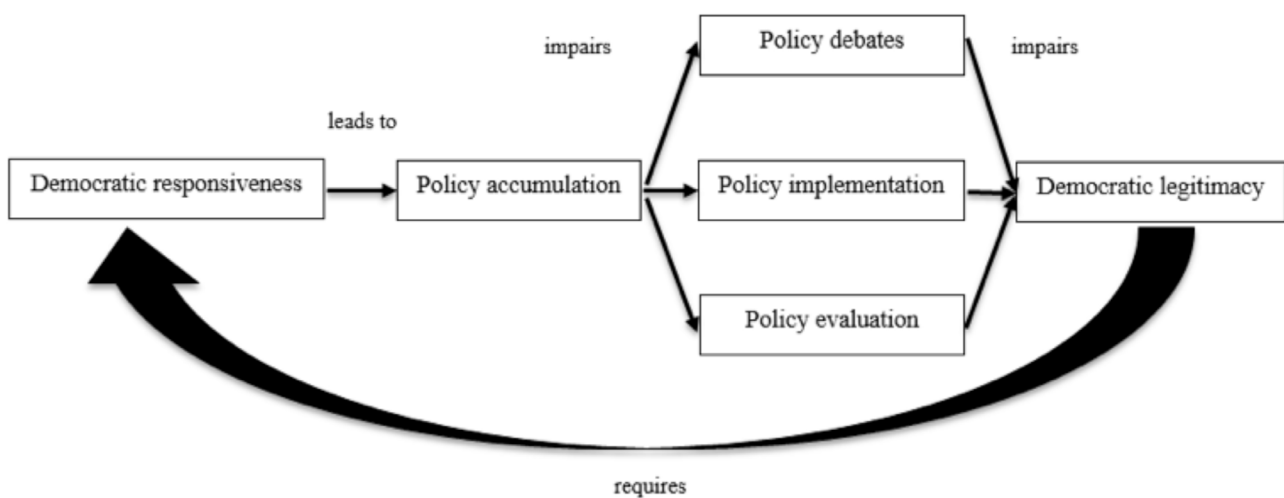 impairs
Policy debates
impairs
leads to
Democratic responsiveness
Policy accumulation
Policy implementation
Democratic legitimacy
Policy evaluation
requires